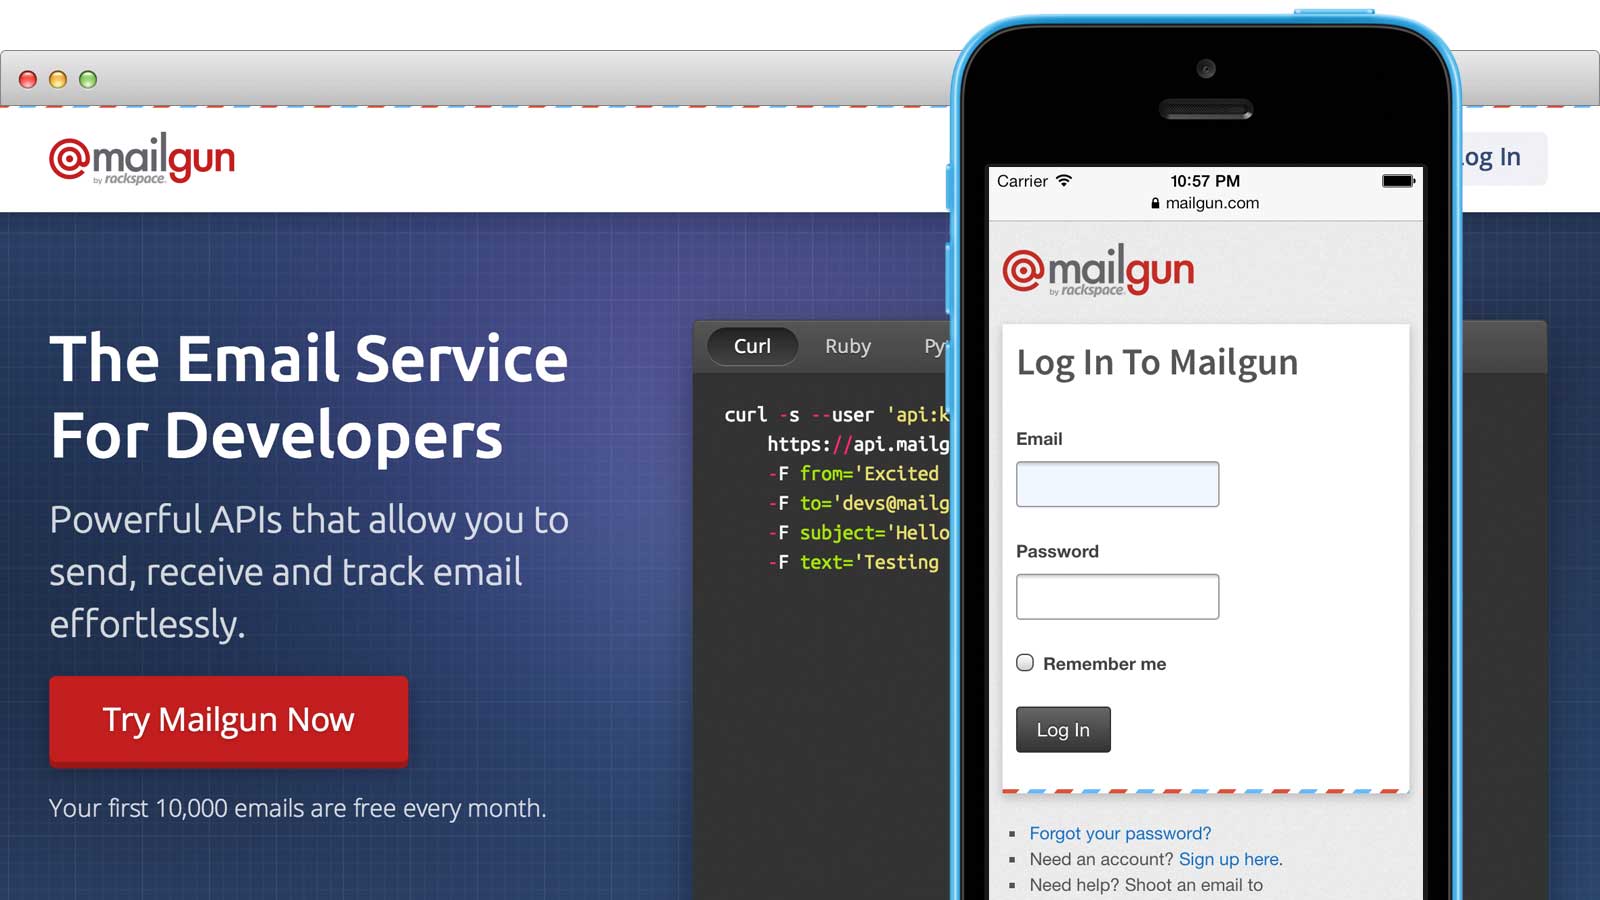 @mailgun
by rackspace.
The Email Service
For Developers
Powerful APIs that allow you to
send, receive and track email
effortlessly.
Try Mailgun Now
Your first 10,000 emails are free every month.
Curl Ruby
curl -s --user 'api:k
https://api.mailg
-F from='Excited
-F to='devs@mailg
-F subject='Hello
-F text='Testing
og In
Carrier 10:57 PM
mailgun.com
@mailgun
by rackspace.
Log In To Mailgun
Email
Password
Remember me
Log In
Forgot your password?
Need an account? Sign up here.
Need help? Shoot an email to